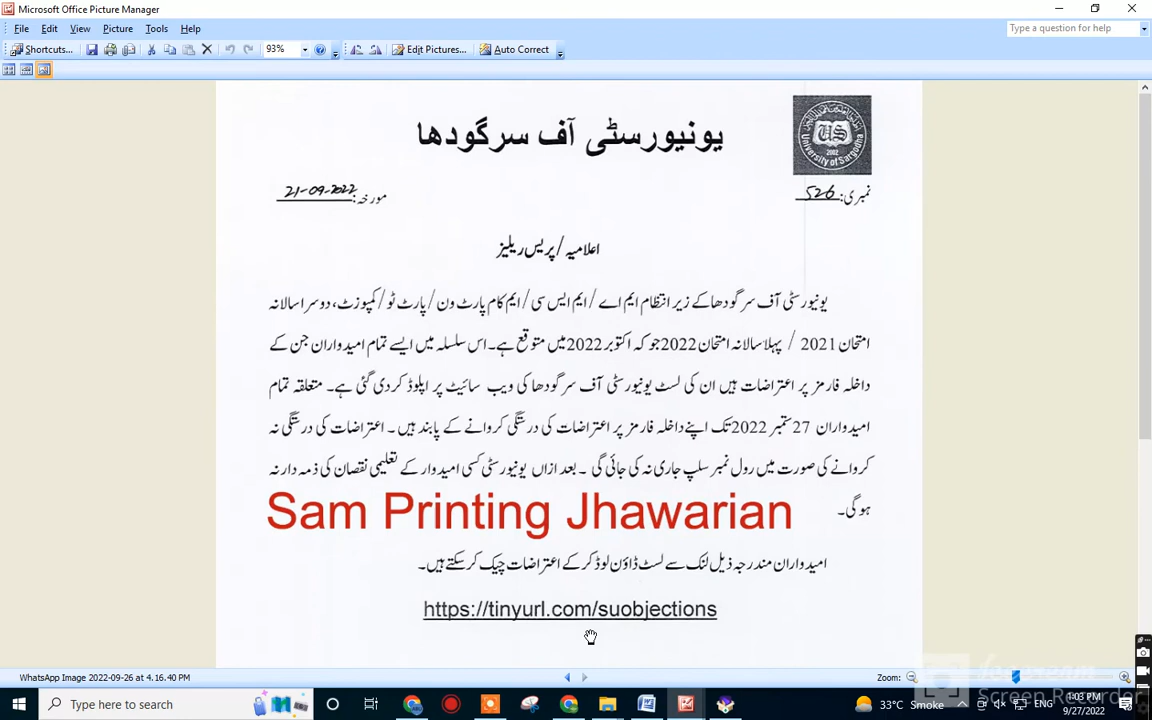 Microsoft Office Picture Manager
File Edit View Picture Tools Help
Type a question for help
Shortcuts... 93% Edit Pictures... Auto Correct
یونیورسٹی آف سرگودھا
US
University of Sargodha
2002
نمبری: 526
مورخہ: 21-09-2022
اعلامیہ/پریس ریلیز
یونیورسٹی آف سرگودھا کے زیر انتظام ایم اے/ایم ایس سی/ایم کام پارٹ ون/پارٹ ٹو/کمپوزٹ، دوسرا سالانہ
امتحان 2021 / پہلا سالانہ امتحان 2022 جو کہ اکتوبر 2022 میں متوقع ہے۔ اس سلسلہ میں ایسے تمام امیدواران جن کے
داخلہ فارمز پر اعتراضات ہیں ان کی لسٹ یونیورسٹی آف سرگودھا کی ویب سائیٹ پر اپلوڈ کر دی گئی ہے۔ متعلقہ تمام
امیدواران 27 ستمبر 2022 تک اپنے داخلہ فارمز پر اعتراضات کی درستگی کروانے کے پابند ہیں۔ اعتراضات کی درستگی نہ
کروانے کی صورت میں رول نمبر سلپ جاری نہ کی جائی گی۔ بعد ازاں یونیورسٹی کسی امیدوار کے تعلیمی نقصان کی ذمہ دار نہ
ہوگی۔
Sam Printing Jhawarian
امیدواران مندرجہ ذیل لنک سے لسٹ ڈاؤن لوڈ کر کے اعتراضات چیک کر سکتے ہیں۔
https://tinyurl.com/suobjections
WhatsApp Image 2022-09-26 at 4.16.40 PM
Zoom:
Screen Recorder
Type here to search
33°C Smoke
ENG
1:03 PM
9/27/2022